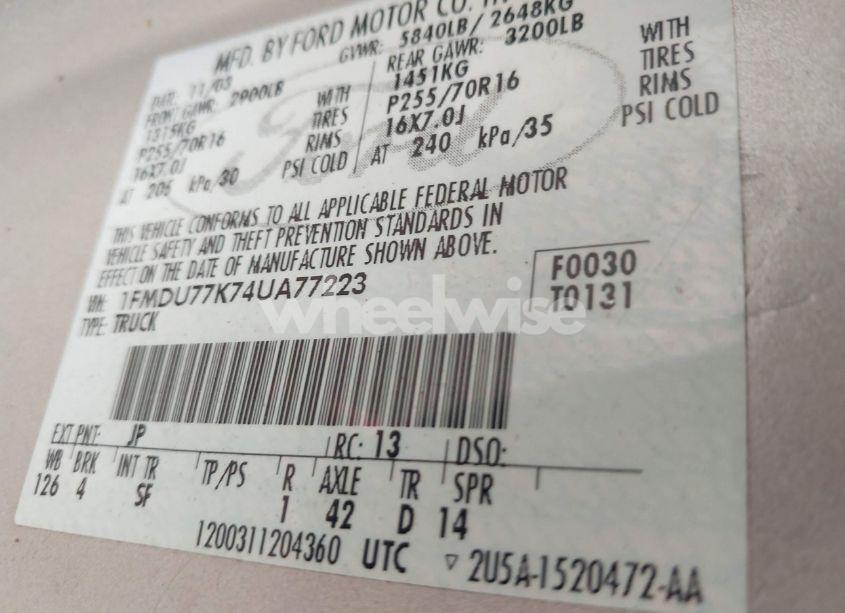 MFD. BY FORD MOTOR CO.
DATE: 11/03 GVWR: 5840LB/ 2648KG
FRONT GAWR: 2900LB REAR GAWR: 3200LB
1315KG WITH 1451KG WITH
P255/70R16 TIRES P255/70R16 TIRES
16X7.0J RIMS 16X7.0J RIMS
AT 205 kPa/30 PSI COLD AT 240 kPa/35 PSI COLD
THIS VEHICLE CONFORMS TO ALL APPLICABLE FEDERAL MOTOR
VEHICLE SAFETY AND THEFT PREVENTION STANDARDS IN
EFFECT ON THE DATE OF MANUFACTURE SHOWN ABOVE.
VIN: 1FMDU77K74UA77223 F0030
TYPE: TRUCK T0131
Ford
wheelwise
EXT PNT: JP RC: 13 DSO:
WB BRK INT TR TP/PS R AXLE TR SPR
126 4 SF 1 42 D 14
1200311204360 UTC ▽ 2U5A-1520472-AA